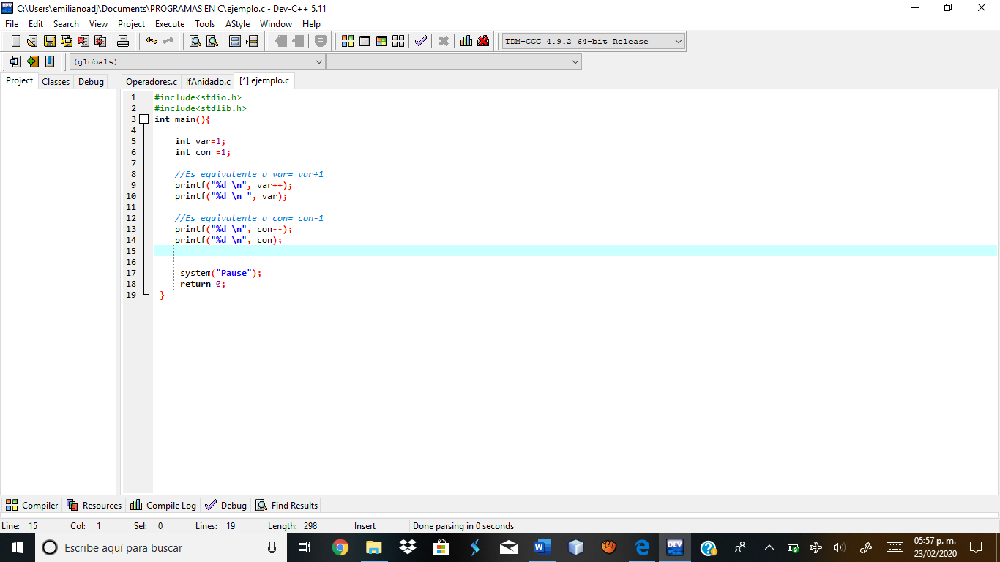 C:\Users\emilianoadj\Documents\PROGRAMAS EN C\ejemplo.c - Dev-C++ 5.11
File Edit Search View Project Execute Tools AStyle Window Help
TDM-GCC 4.9.2 64-bit Release
(globals)
Project Classes Debug Operadores.c IfAnidado.c [*] ejemplo.c
1 #include<stdio.h>
2 #include<stdlib.h>
3 int main(){
4
5 int var=1;
6 int con =1;
7
8 //Es equivalente a var= var+1
9 printf("%d \n", var++);
10 printf("%d \n ", var);
11
12 //Es equivalente a con= con-1
13 printf("%d \n", con--);
14 printf("%d \n", con);
15
16
17 system("Pause");
18 return 0;
19 }
Compiler Resources Compile Log Debug Find Results
Line: 15 Col: 1 Sel: 0 Lines: 19 Length: 298 Insert Done parsing in 0 seconds
Escribe aquí para buscar
DEV
05:57 p. m.
23/02/2020